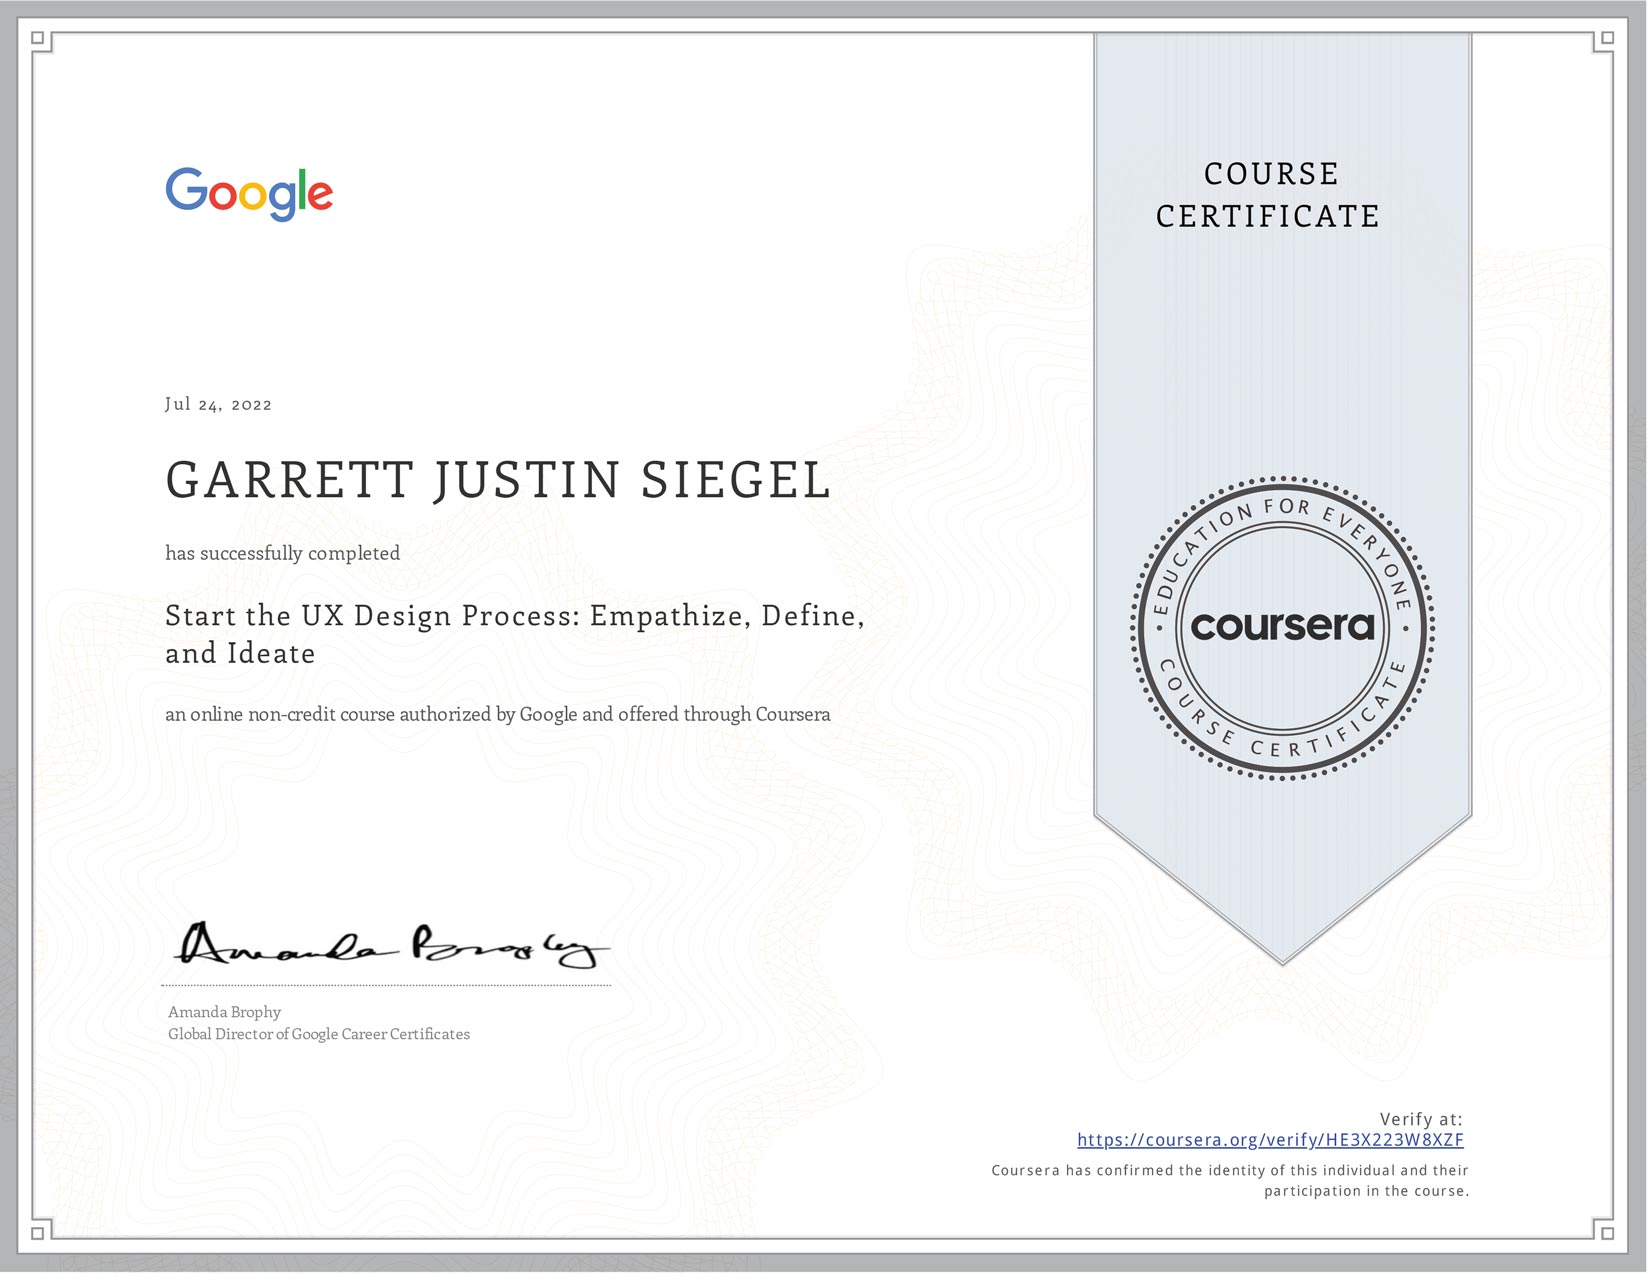 Google
COURSE
CERTIFICATE
Jul 24, 2022
GARRETT JUSTIN SIEGEL
has successfully completed
Start the UX Design Process: Empathize, Define,
and Ideate
an online non-credit course authorized by Google and offered through Coursera
EDUCATION FOR EVERYONE
coursera
COURSE CERTIFICATE
Amanda Brophy
Amanda Brophy
Global Director of Google Career Certificates
Verify at:
https://coursera.org/verify/HE3X223W8XZF
Coursera has confirmed the identity of this individual and their
participation in the course.